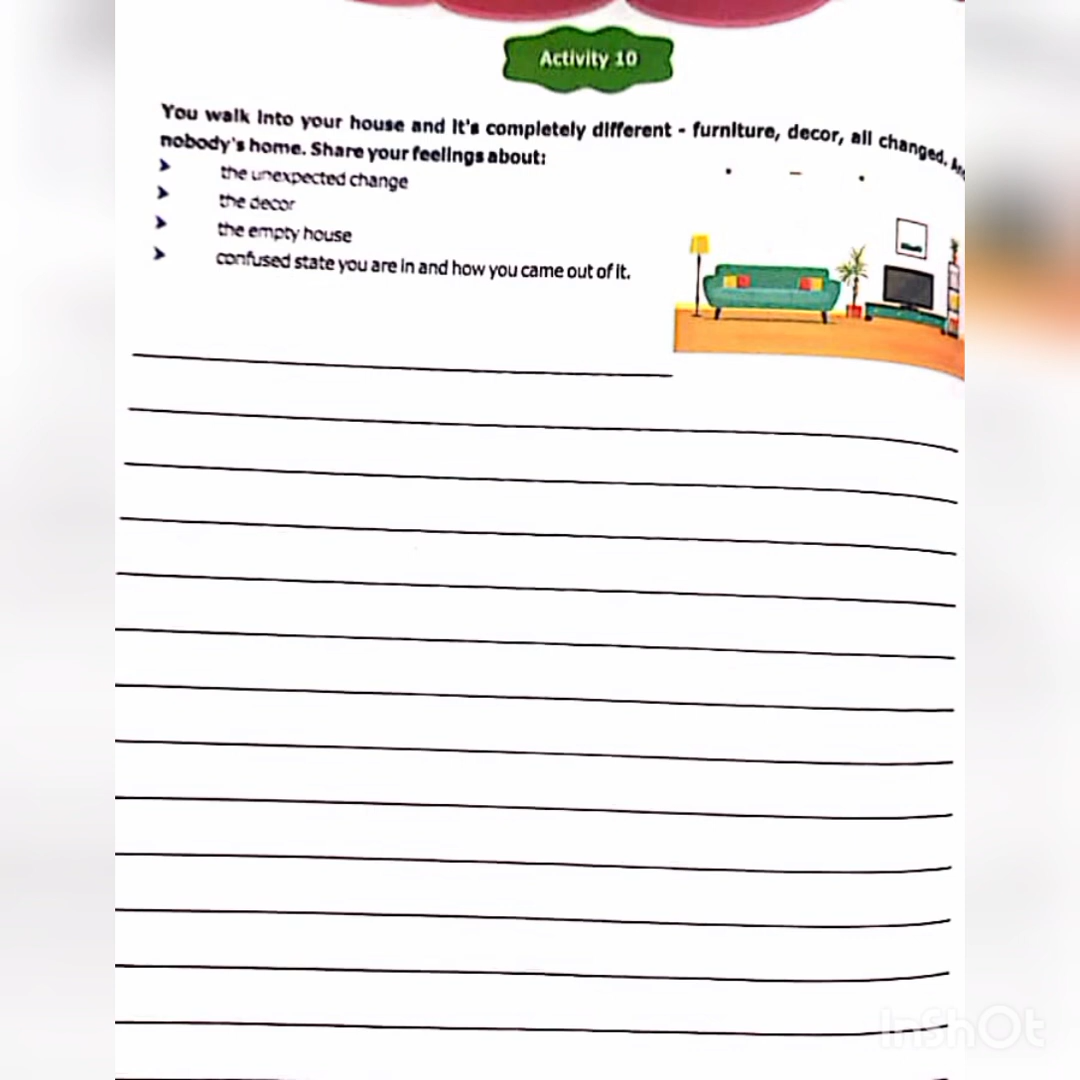 Activity 10
You walk into your house and it's completely different - furniture, decor, all changed.
nobody's home. Share your feelings about:
➤ the unexpected change
➤ the decor
➤ the empty house
➤ confused state you are in and how you came out of it.
InShOt